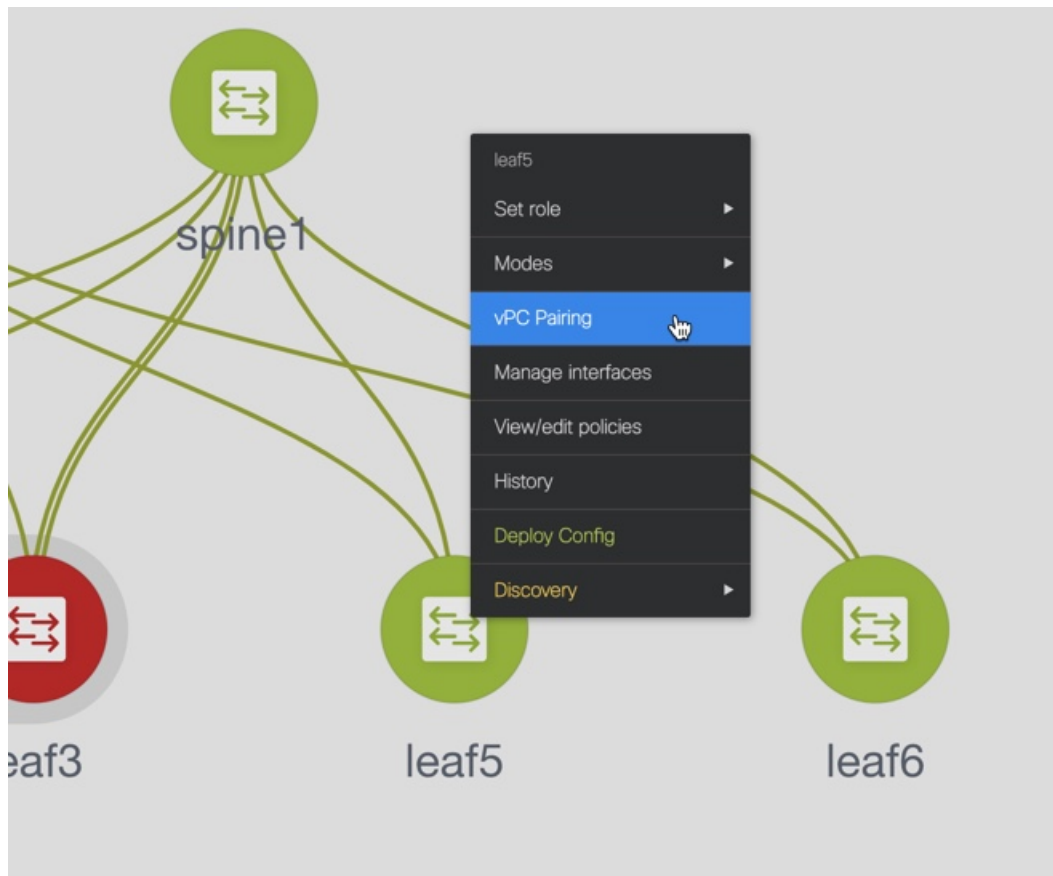 spine1
leaf5
Set role
Modes
vPC Pairing
Manage interfaces
View/edit policies
History
Deploy Config
Discovery
eaf3
leaf5
leaf6